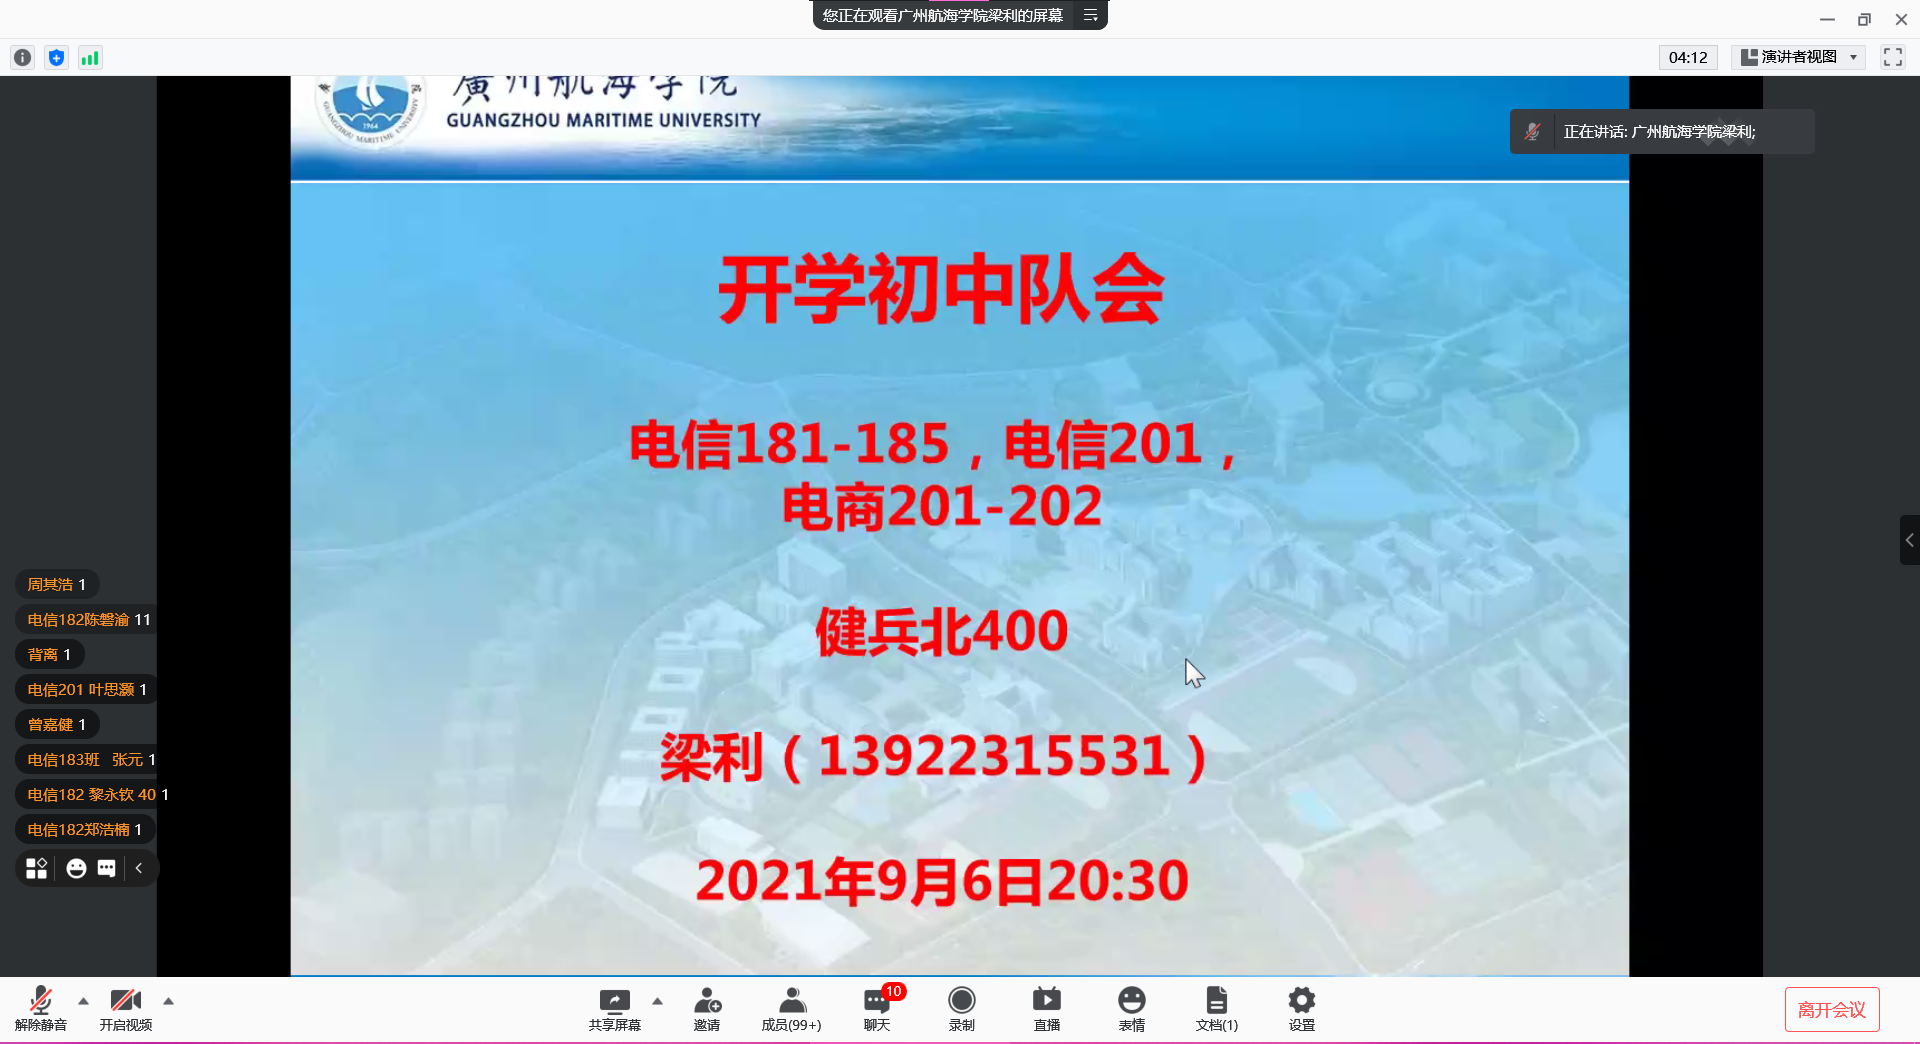 您正在观看广州航海学院梁利的屏幕
04:12
演讲者视图
廣州航海学院
GUANGZHOU MARITIME UNIVERSITY
1964
正在讲话: 广州航海学院梁利;
开学初中队会
电信181-185，电信201，
电商201-202
健兵北400
梁利（13922315531）
2021年9月6日20:30
周其浩 1
电信182陈磐渝 11
背离 1
电信201 叶思灏 1
曾嘉健 1
电信183班 张元 1
电信182 黎永钦 40 1
电信182郑浩楠 1
解除静音
开启视频
共享屏幕
邀请
成员(99+)
10
聊天
录制
直播
表情
文档(1)
设置
离开会议